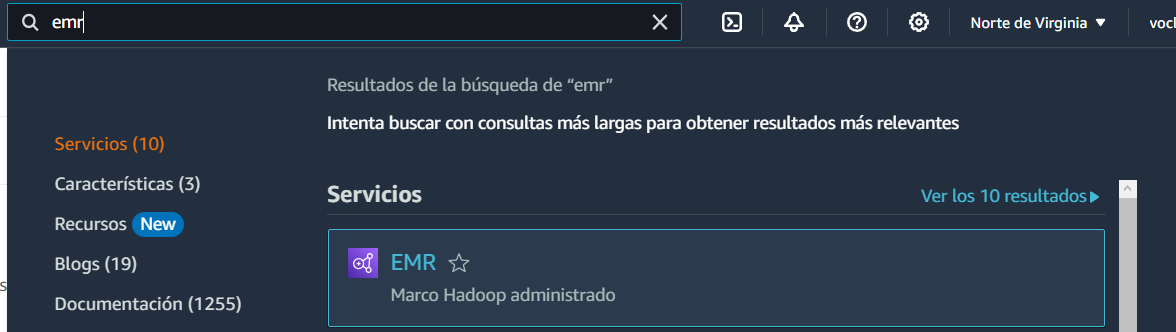 emr
Norte de Virginia
Resultados de la búsqueda de “emr”
Intenta buscar con consultas más largas para obtener resultados más relevantes
Servicios (10)
Características (3)
Recursos New
Blogs (19)
Documentación (1255)
Servicios
Ver los 10 resultados
EMR
Marco Hadoop administrado